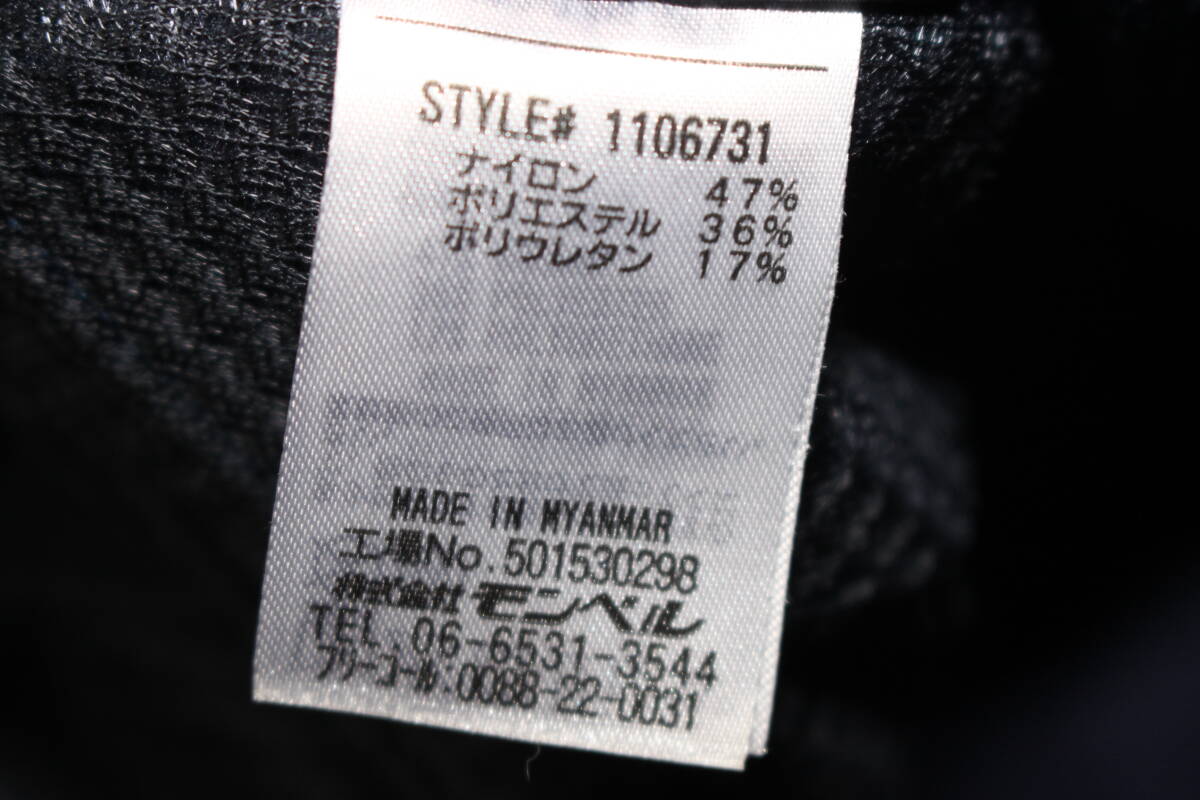 STYLE# 1106731
ナイロン 47%
ポリエステル 36%
ポリウレタン 17%
MADE IN MYANMAR
工場No.501530298
株式会社モンベル
TEL.06-6531-3544
フリーコール:0088-22-0031